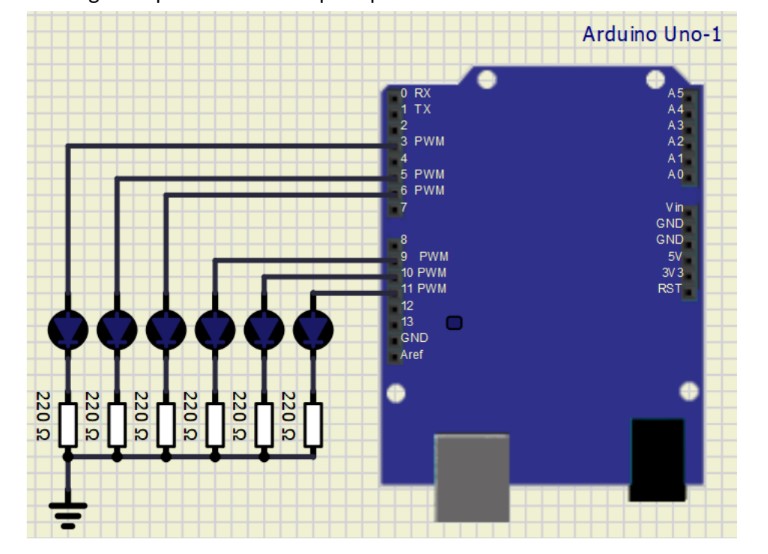 Arduino Uno-1
0 RX
1 TX
2
3 PWM
4
5 PWM
6 PWM
7
8
9 PWM
10 PWM
11 PWM
12
13
GND
Aref
A5
A4
A3
A2
A1
A0
Vin
GND
GND
5V
3V3
RST
220 Ω
220 Ω
220 Ω
220 Ω
220 Ω
220 Ω